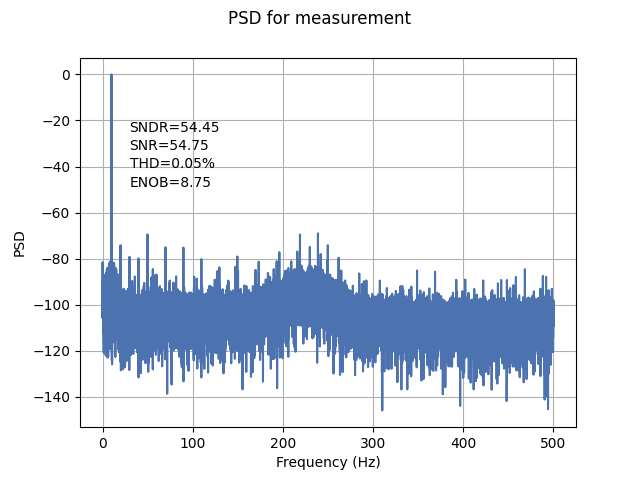 PSD for measurement
0
−20
−40
−60
−80
−100
−120
−140
PSD
SNDR=54.45
SNR=54.75
THD=0.05%
ENOB=8.75
0 100 200 300 400 500
Frequency (Hz)